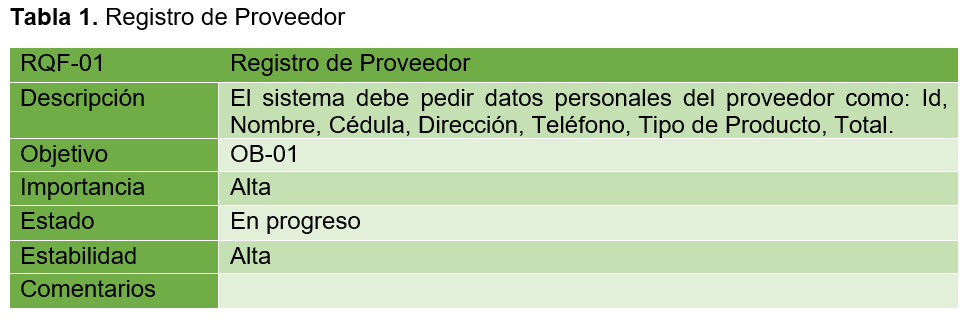 Tabla 1. Registro de Proveedor
RQF-01 Registro de Proveedor
Descripción El sistema debe pedir datos personales del proveedor como: Id,
Nombre, Cédula, Dirección, Teléfono, Tipo de Producto, Total.
Objetivo OB-01
Importancia Alta
Estado En progreso
Estabilidad Alta
Comentarios